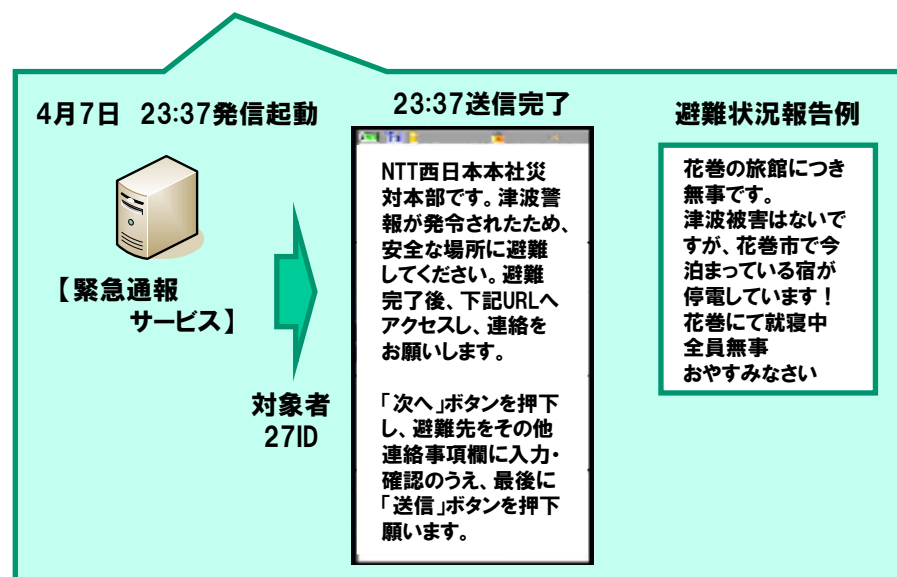 4月7日 23:37発信起動
【緊急通報
サービス】
対象者
27ID
23:37送信完了
NTT西日本本社災
対本部です。津波警
報が発令されたため、
安全な場所に避難
してください。避難
完了後、下記URLへ
アクセスし、連絡を
お願いします。
「次へ」ボタンを押下
し、避難先をその他
連絡事項欄に入力・
確認のうえ、最後に
「送信」ボタンを押下
願います。
避難状況報告例
花巻の旅館につき
無事です。
津波被害はないで
すが、花巻市で今
泊まっている宿が
停電しています！
花巻にて就寝中
全員無事
おやすみなさい